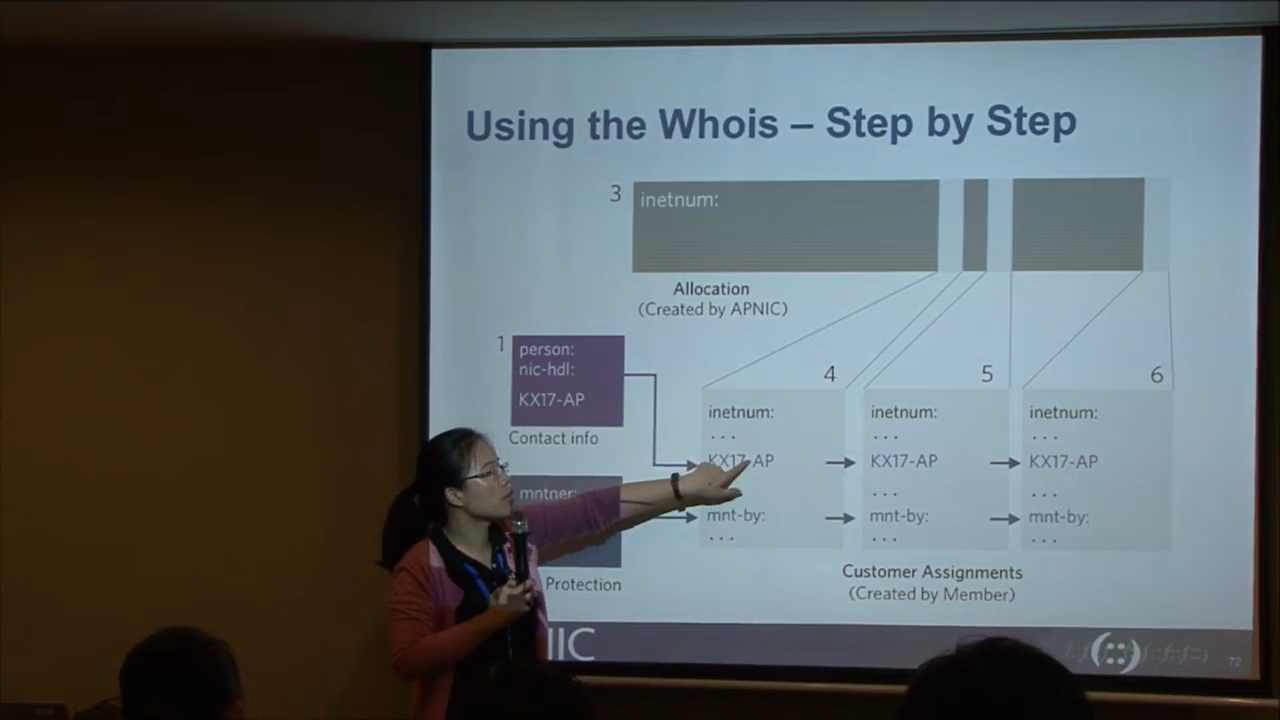 Using the Whois – Step by Step
3
inetnum:
Allocation
(Created by APNIC)
1
person:
nic-hdl:
KX17-AP
Contact info
mntner:
Protection
4
inetnum:
...
KX17-AP
mnt-by:
...
5
inetnum:
...
KX17-AP
...
mnt-by:
...
6
inetnum:
...
KX17-AP
...
mnt-by:
...
Customer Assignments
(Created by Member)
72